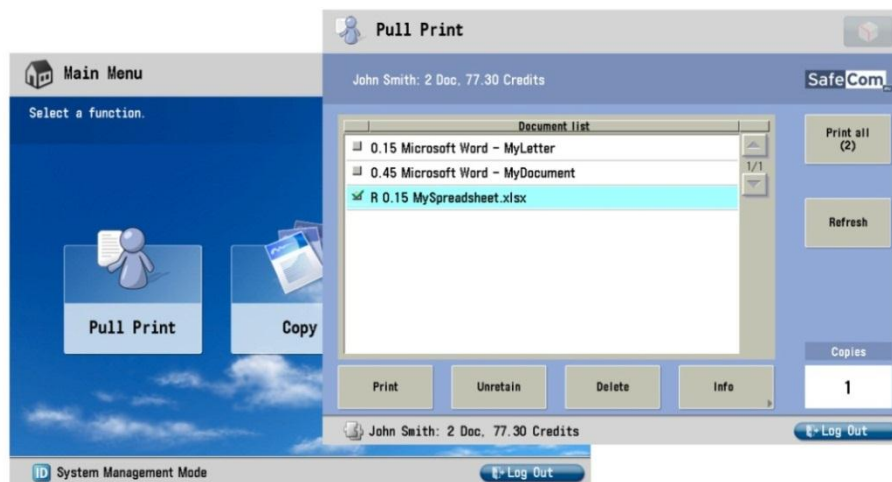 Main Menu
Select a function.
Pull Print
Copy
ID System Management Mode
Log Out
Pull Print
John Smith: 2 Doc, 77.30 Credits
SafeCom
Document list
0.15 Microsoft Word - MyLetter
0.45 Microsoft Word - MyDocument
R 0.15 MySpreadsheet.xlsx
1/1
Print all
(2)
Refresh
Copies
1
Print
Unretain
Delete
Info
John Smith: 2 Doc, 77.30 Credits
Log Out